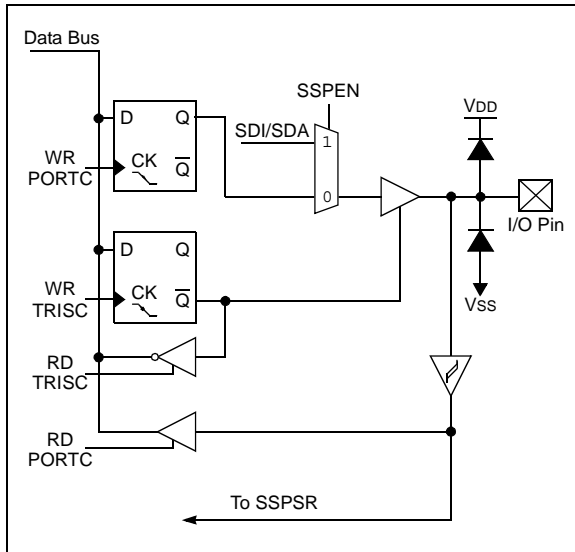 Data Bus
SSPEN
VDD
D Q
SDI/SDA
1
WR
PORTC
CK
Q
0
I/O Pin
D Q
VSS
WR
TRISC
CK
Q
RD
TRISC
RD
PORTC
To SSPSR